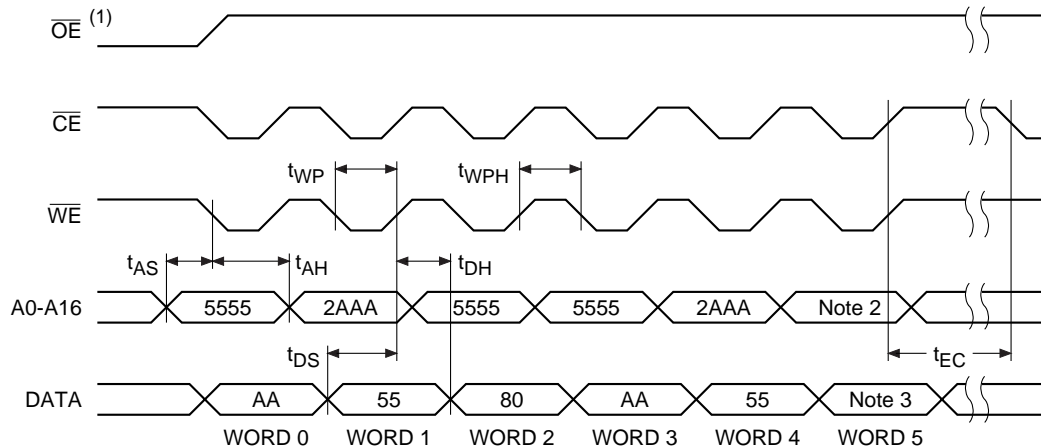 OE (1)
CE
tWP tWPH
WE
tAS tAH tDH
A0-A16 5555 2AAA 5555 5555 2AAA Note 2
tDS tEC
DATA AA 55 80 AA 55 Note 3
WORD 0 WORD 1 WORD 2 WORD 3 WORD 4 WORD 5